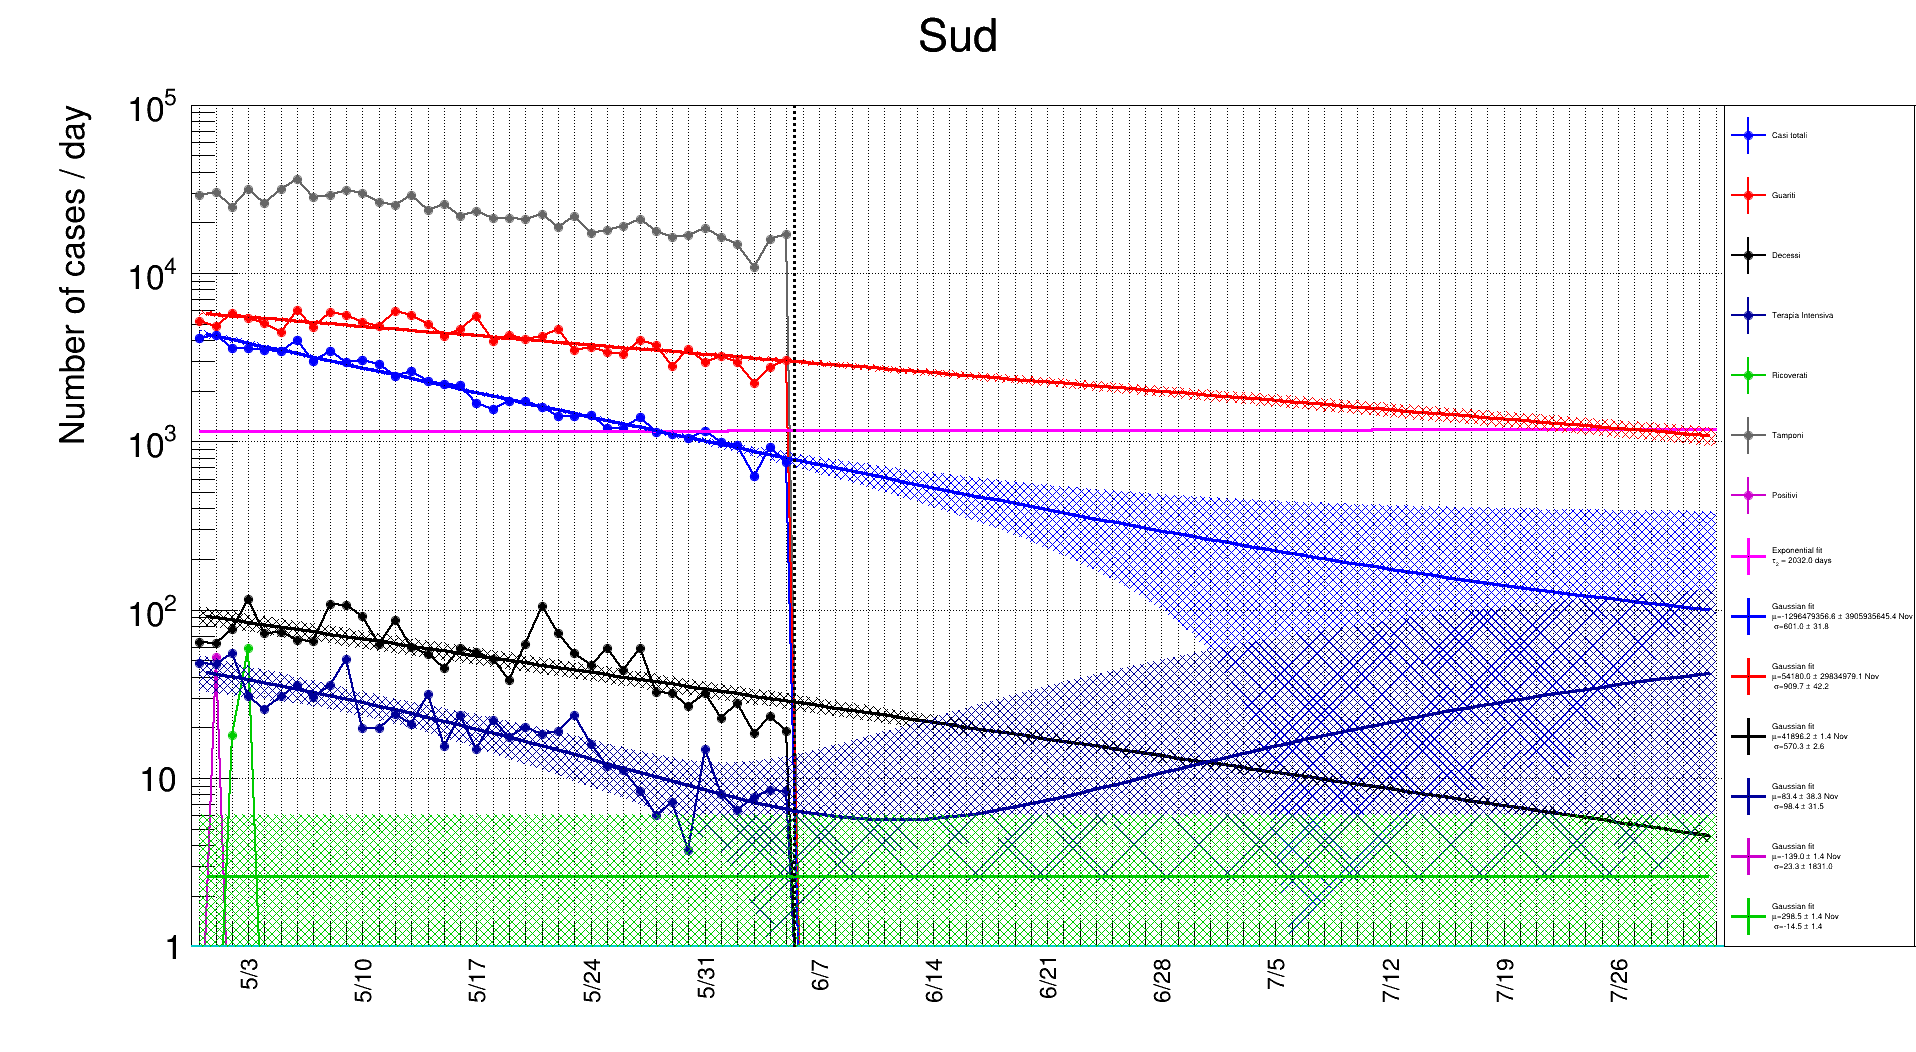 Sud
Number of cases / day
10^5
10^4
10^3
10^2
10
1
5/3
5/10
5/17
5/24
5/31
6/7
6/14
6/21
6/28
7/5
7/12
7/19
7/26
Casi totali
Guariti
Decessi
Terapia Intensiva
Ricoverati
Tamponi
Positivi
Exponential fit
τ₂ = 2032.0 days
Gaussian fit
μ=-1296479356.6 ± 3905935645.4 Nov
σ=601.0 ± 31.8
Gaussian fit
μ=54180.0 ± 29834979.1 Nov
σ=909.7 ± 42.2
Gaussian fit
μ=41896.2 ± 1.4 Nov
σ=570.3 ± 2.6
Gaussian fit
μ=83.4 ± 38.3 Nov
σ=98.4 ± 31.5
Gaussian fit
μ=-139.0 ± 1.4 Nov
σ=23.3 ± 1831.0
Gaussian fit
μ=298.5 ± 1.4 Nov
σ=-14.5 ± 1.4